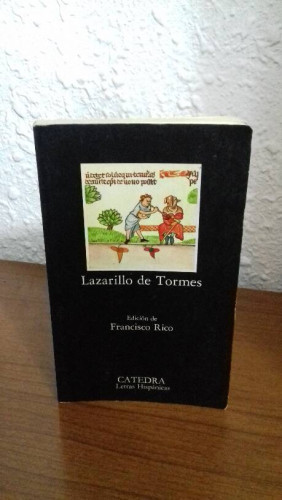 Lazarillo de Tormes
Edición de
Francisco Rico
CATEDRA
Letras Hispánicas